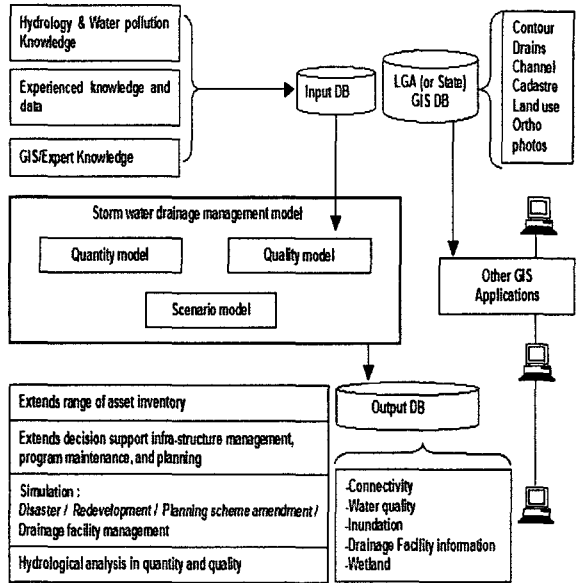 Hydrology & Water pollution
Knowledge
Experienced knowledge and
data
GIS/Expert Knowledge
Input DB
LGA (or State)
GIS DB
Contour
Drains
Channel
Cadastre
Land use
Ortho
photos
Storm water drainage management model
Quantity model
Quality model
Scenario model
Other GIS
Applications
Output DB
Extends range of asset inventory
Extends decision support infra-structure management,
program maintenance, and planning
Simulation :
Disaster / Redevelopment / Planning scheme amendment /
Drainage facility management
Hydrological analysis in quantity and quality
-Connectivity
-Water quality
-Inundation
-Drainage Facility information
-Wetland